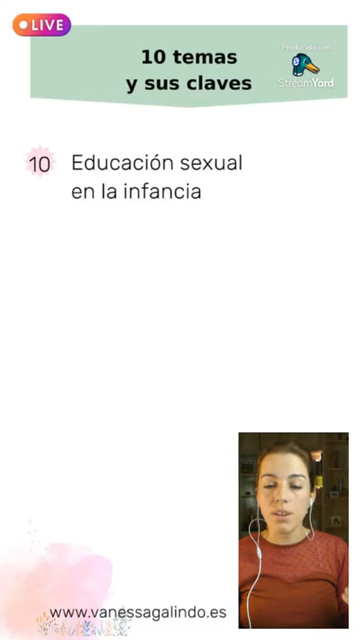 LIVE
10 temas
y sus claves
Producido con
StreamYard
10 Educación sexual
en la infancia
www.vanessagalindo.es